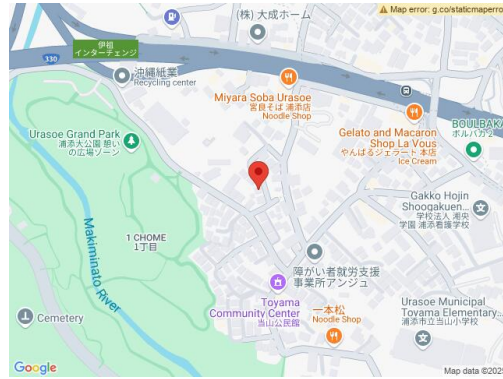 Map error: g.co/staticmaperro
(株) 大成ホーム
伊祖
インターチェンジ
330
沖縄紙業
Recycling center
Miyara Soba Urasoe
宮良そば 浦添店
Noodle Shop
Urasoe Grand Park
浦添大公園 憩い
の広場ゾーン
Gelato and Macaron
Shop La Vous
やんばるジェラート 本店
Ice Cream
BOULBAKA
ボルバカ２
Gakko Hojin
Shoogakuen...
学校法人 湘央
学園 浦添看護学校
1 CHOME
1丁目
Makiminato River
障がい者就労支援
事業所アンジュ
Toyama
Community Center
当山公民館
一本松
Noodle Shop
Cemetery
Urasoe Municipal
Toyama Elementary...
浦添市立当山小学校
Google
Map data ©202